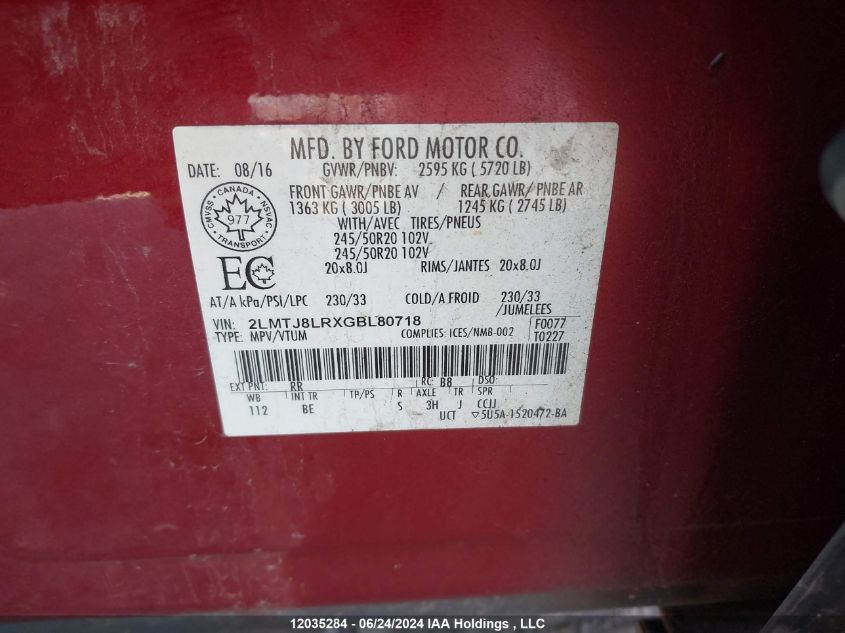 MFD. BY FORD MOTOR CO.
DATE: 08/16 GVWR/PNBV: 2595 KG ( 5720 LB)
FRONT GAWR/PNBE AV / REAR GAWR/ PNBE AR
1363 KG ( 3005 LB) 1245 KG ( 2745 LB)
WITH/AVEC TIRES/PNEUS
245/50R20 102V
245/50R20 102V
20x8.0J RIMS/JANTES 20x8.0J
CANADA
CMVSS NSVAC
977
TRANSPORT
EC
AT/A kPa/PSI/LPC 230/33 COLD/A FROID 230/33
/JUMELEES
VIN: 2LMTJ8LRXGBL80718 F0077
TYPE: MPV/VTUM COMPLIES: ICES/NMB-002 T0227
EXT PNT: RR RC: B8 DSO:
WB INT TR TP/PS R AXLE TR SPR
112 BE S 3H J CCJJ
UCT ▽5U5A-1520472-BA
12035284 - 06/24/2024 IAA Holdings , LLC